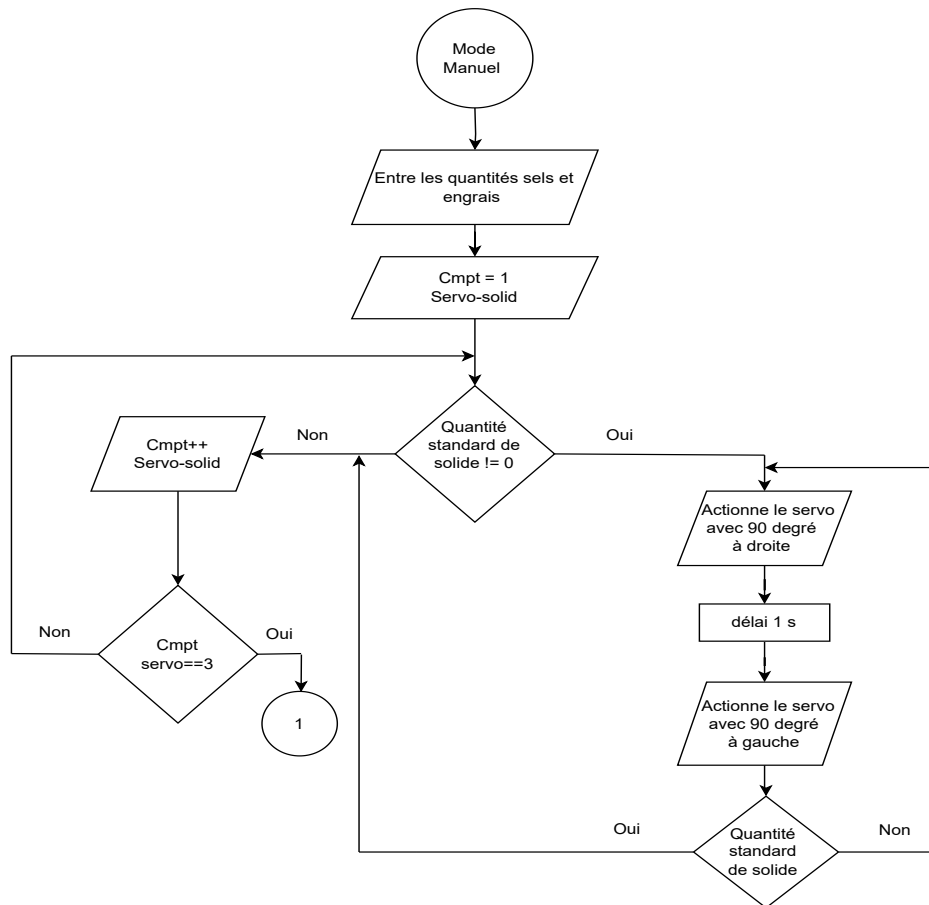 Mode
Manuel
Entre les quantités sels et
engrais
Cmpt = 1
Servo-solid
Quantité
standard de
solide != 0
Non
Oui
Cmpt++
Servo-solid
Actionne le servo
avec 90 degré
à droite
délai 1 s
Non
Cmpt
servo==3
Oui
1
Actionne le servo
avec 90 degré
à gauche
Oui
Quantité
standard
de solide
Non